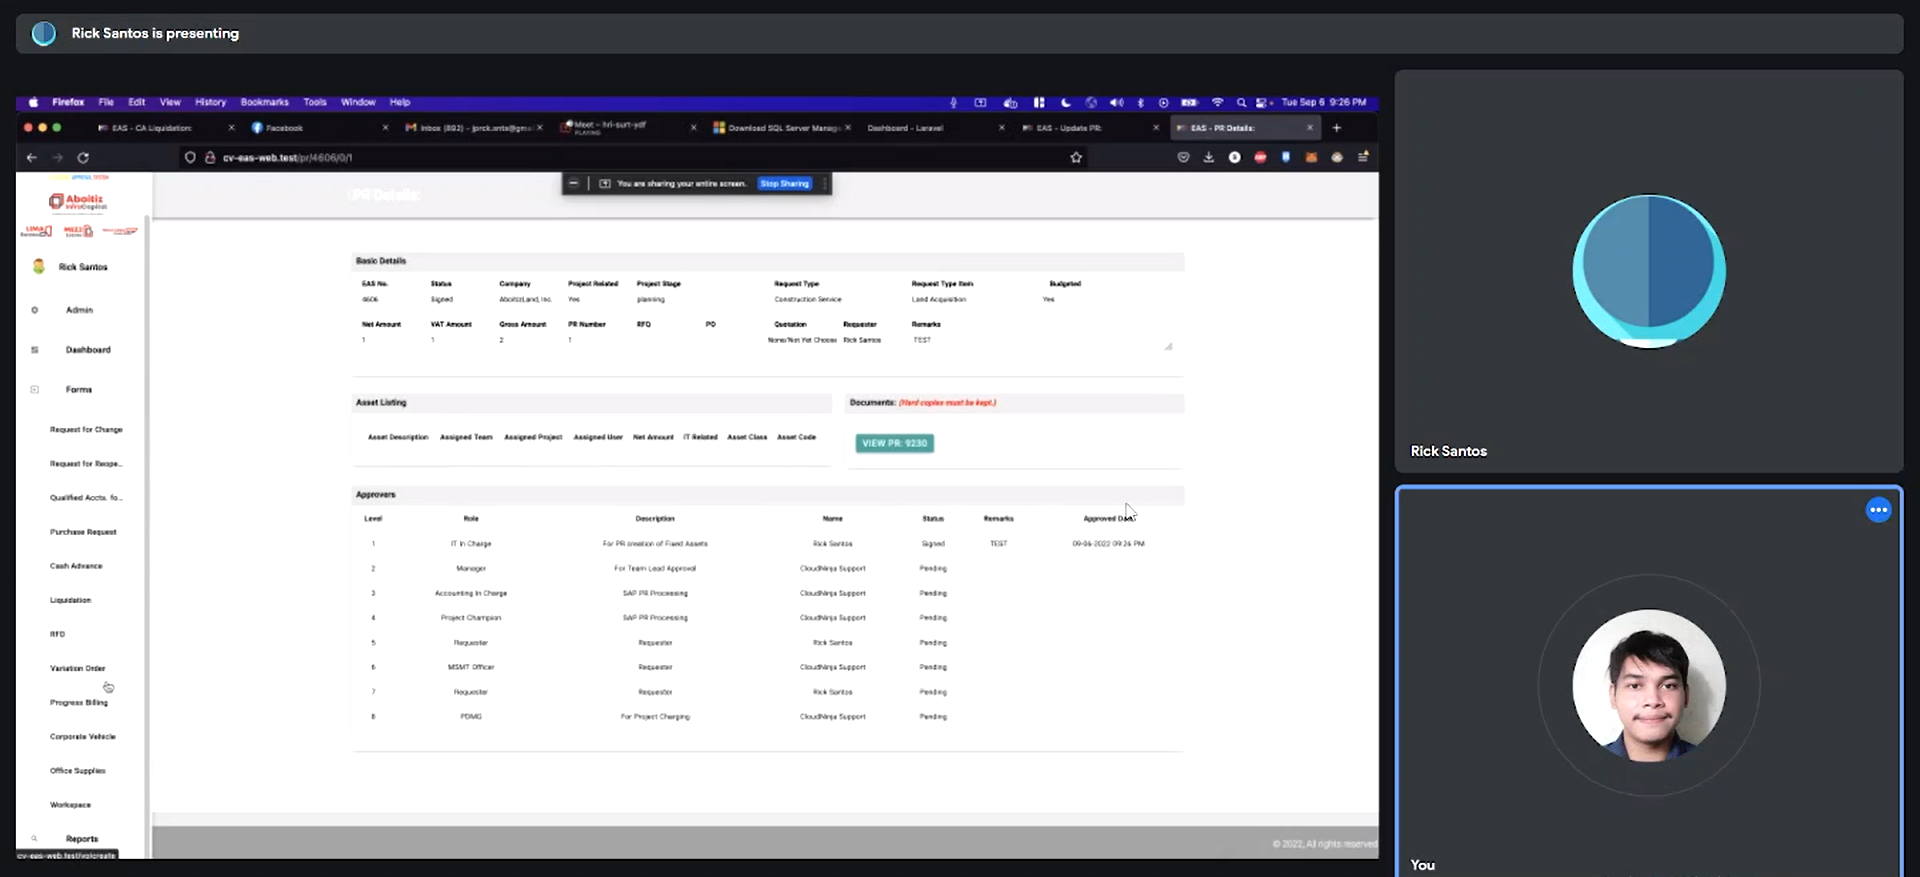 Rick Santos is presenting
Firefox File Edit View History Bookmarks Tools Window Help
Tue Sep 6 9:26 PM
EAS - CA Liquidation:
Facebook
Inbox (892) - jprck.snts@gmai
Meet – hri-surt-ydf
PLAYING
Download SQL Server Manag
Dashboard - Laravel
EAS - Update PR:
EAS - PR Details:
cv-eas-web.test/pr/4606/0/1
You are sharing your entire screen. Stop Sharing
Aboitiz
InfraCapital
PR Details:
Rick Santos
Admin
Dashboard
Forms
Request for Change
Request for Reope...
Qualified Accts. fo...
Purchase Request
Cash Advance
Liquidation
RFD
Variation Order
Progress Billing
Corporate Vehicle
Office Supplies
Workspace
Reports
cv-eas-web.test/vo/create
Basic Details
EAS No. Status Company Project Related Project Stage Request Type Request Type Item Budgeted
4606 Signed AboitizLand, Inc. Yes planning Construction Service Land Acquisition Yes
Net Amount VAT Amount Gross Amount PR Number RFQ PO Quotation Requester Remarks
1 1 2 1 None/Not Yet Choose Rick Santos TEST
Asset Listing
Asset Description Assigned Team Assigned Project Assigned User Net Amount IT Related Asset Class Asset Code
Documents: (Hard copies must be kept.)
VIEW PR: 9230
Approvers
Level Role Description Name Status Remarks Approved Da
1 IT In Charge For PR creation of Fixed Assets Rick Santos Signed TEST 09-06-2022 09:26 PM
2 Manager For Team Lead Approval CloudNinja Support Pending
3 Accounting In Charge SAP PR Processing CloudNinja Support Pending
4 Project Champion SAP PR Processing CloudNinja Support Pending
5 Requester Requester Rick Santos Pending
6 MSMT Officer Requester CloudNinja Support Pending
7 Requester Requester Rick Santos Pending
8 PDMG For Project Charging CloudNinja Support Pending
© 2022, All rights reserved
Rick Santos
You